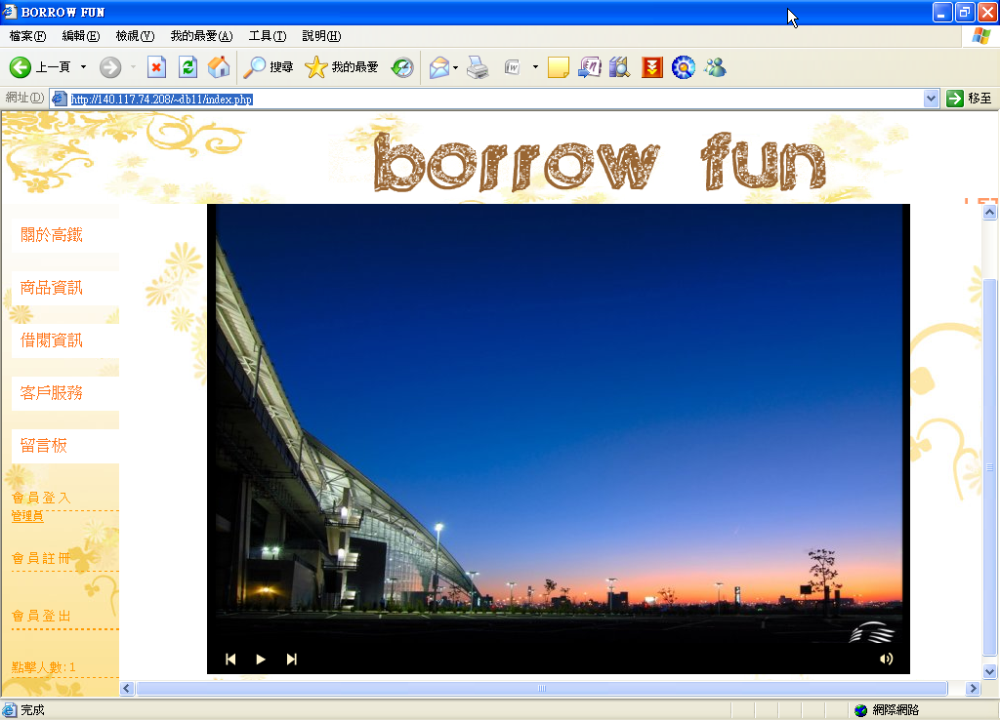 BORROW FUN
檔案(F) 編輯(E) 檢視(V) 我的最愛(A) 工具(T) 說明(H)
上一頁 搜尋 我的最愛
網址(D) http://140.117.74.208/~db11/index.php 移至
borrow fun
關於高鐵
商品資訊
借閱資訊
客戶服務
留言板
會員登入
管理員
會員註冊
會員登出
點擊人數:1
完成 網際網路